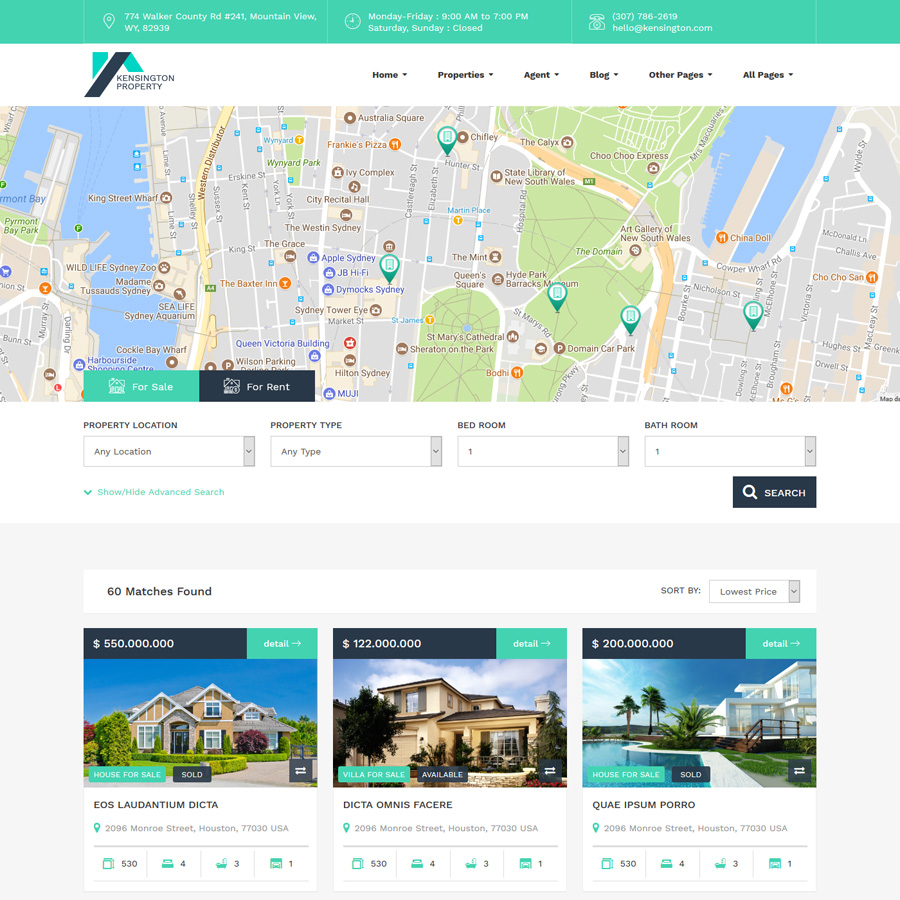 774 Walker County Rd #241, Mountain View,
WY, 82939
Monday-Friday : 9:00 AM to 7:00 PM
Saturday, Sunday : Closed
(307) 786-2619
hello@kensington.com
KENSINGTON
PROPERTY
Home
Properties
Agent
Blog
Other Pages
All Pages
Australia Square
Chifley
Frankie's Pizza
Wynyard
Wynyard Park
Hunter St
The Calyx
Choo Choo Express
Mrs Macquaries
Wylde St
Wharf
Lime St
Western Distributor
Erskine St
Kent St
York Ln
Ivy Complex
City Recital Hall
The Westin Sydney
Castlereagh St
Elizabeth St
State Library of
New South Wales
M1
Hospital Rd
Martin Place
King Street Wharf
Shelley St
Sussex St
King St
The Grace
Apple Sydney
JB Hi-Fi
Dymocks Sydney
The Mint
Queen's
Square
Hyde Park
Barracks Museum
The Domain
Art Gallery of
New South Wales
China Doll
McDonald Ln
Challis Ave
Cho Cho San
Cowper Wharf Rd
Nicholson St
rmont Bay
Pyrmont
Bay Park
WILD LIFE Sydney Zoo
Madame
Tussauds Sydney
SEA LIFE
Sydney Aquarium
A4
The Baxter Inn
Sydney Tower Eye
Market St
St James
St Mary's Cathedral
St Marys Rd
Domain Car Park
Sheraton on the Park
Bourke St
McElhone St
Victoria St
MacLeay St
Murray St
Darling Dr
Bunn St
Cockle Bay Wharf
Harbourside
Shopping Centre
Queen Victoria Building
Wilson Parking
Hilton Sydney
MUJI
Bodhi
Dowling St
McElhone St
Brougham St
Hughes St
Orwell St
Greenk
Map da
For Sale
For Rent
PROPERTY LOCATION
PROPERTY TYPE
BED ROOM
BATH ROOM
Any Location
Any Type
1
1
Show/Hide Advanced Search
SEARCH
60 Matches Found
SORT BY:
Lowest Price
$ 550.000.000
detail
$ 122.000.000
detail
$ 200.000.000
detail
HOUSE FOR SALE
SOLD
VILLA FOR SALE
AVAILABLE
HOUSE FOR SALE
SOLD
EOS LAUDANTIUM DICTA
DICTA OMNIS FACERE
QUAE IPSUM PORRO
2096 Monroe Street, Houston, 77030 USA
2096 Monroe Street, Houston, 77030 USA
2096 Monroe Street, Houston, 77030 USA
530
4
3
1
530
4
3
1
530
4
3
1